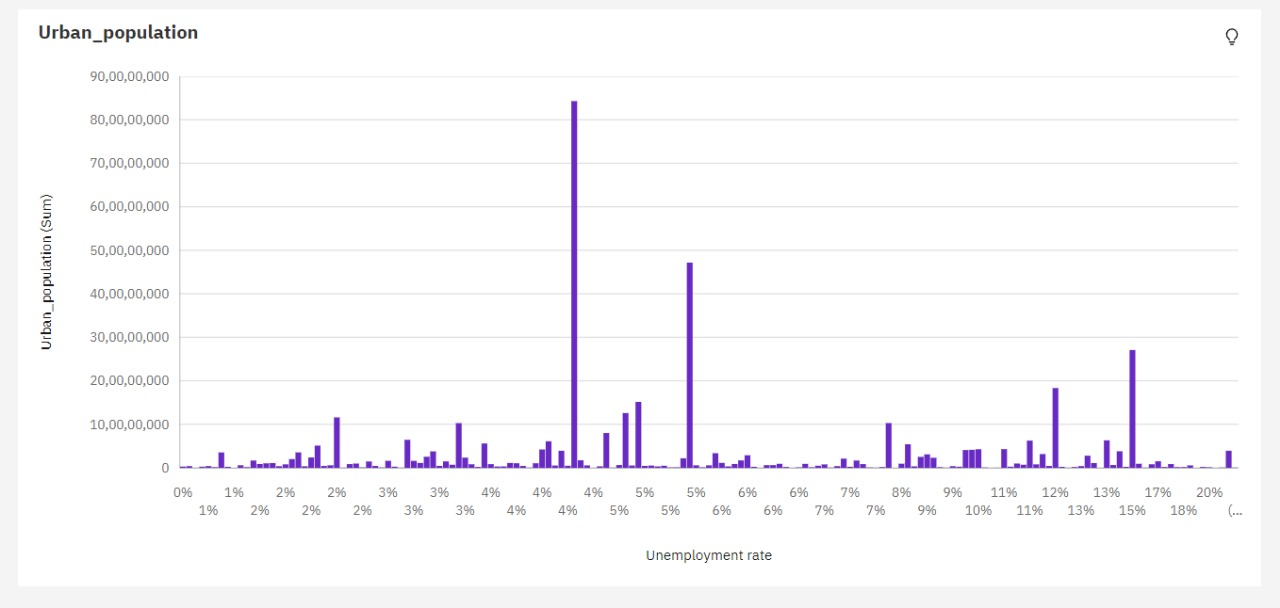 Urban_population
90,00,00,000
80,00,00,000
70,00,00,000
60,00,00,000
50,00,00,000
40,00,00,000
30,00,00,000
20,00,00,000
10,00,00,000
0
Urban_population (Sum)
0% 1% 2% 2% 3% 3% 4% 4% 4% 5% 5% 6% 6% 7% 8% 9% 11% 12% 13% 17% 20%
1% 2% 2% 2% 3% 3% 4% 4% 5% 5% 6% 6% 7% 7% 9% 10% 11% 13% 15% 18% (...
Unemployment rate